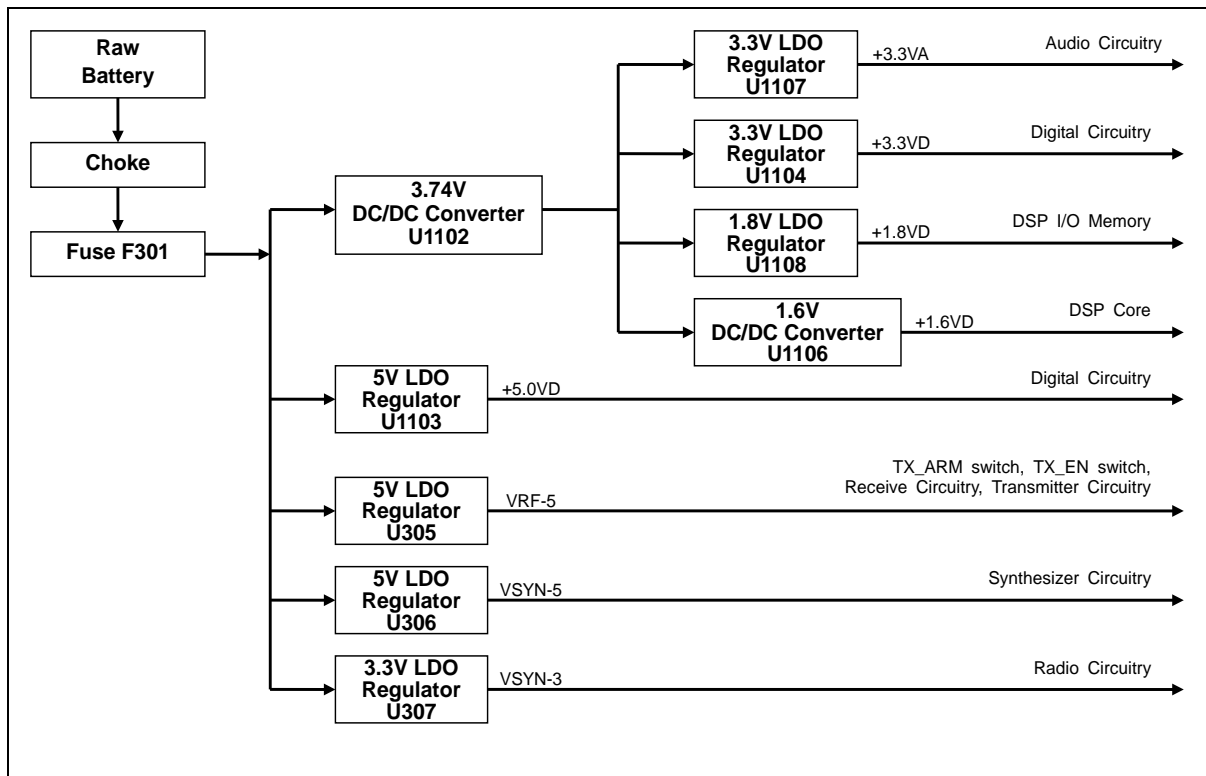 Raw
Battery
Choke
Fuse F301
3.74V
DC/DC Converter
U1102
3.3V LDO
Regulator
U1107
+3.3VA
Audio Circuitry
3.3V LDO
Regulator
U1104
+3.3VD
Digital Circuitry
1.8V LDO
Regulator
U1108
+1.8VD
DSP I/O Memory
1.6V
DC/DC Converter
U1106
+1.6VD
DSP Core
5V LDO
Regulator
U1103
+5.0VD
Digital Circuitry
5V LDO
Regulator
U305
VRF-5
TX_ARM switch, TX_EN switch,
Receive Circuitry, Transmitter Circuitry
5V LDO
Regulator
U306
VSYN-5
Synthesizer Circuitry
3.3V LDO
Regulator
U307
VSYN-3
Radio Circuitry